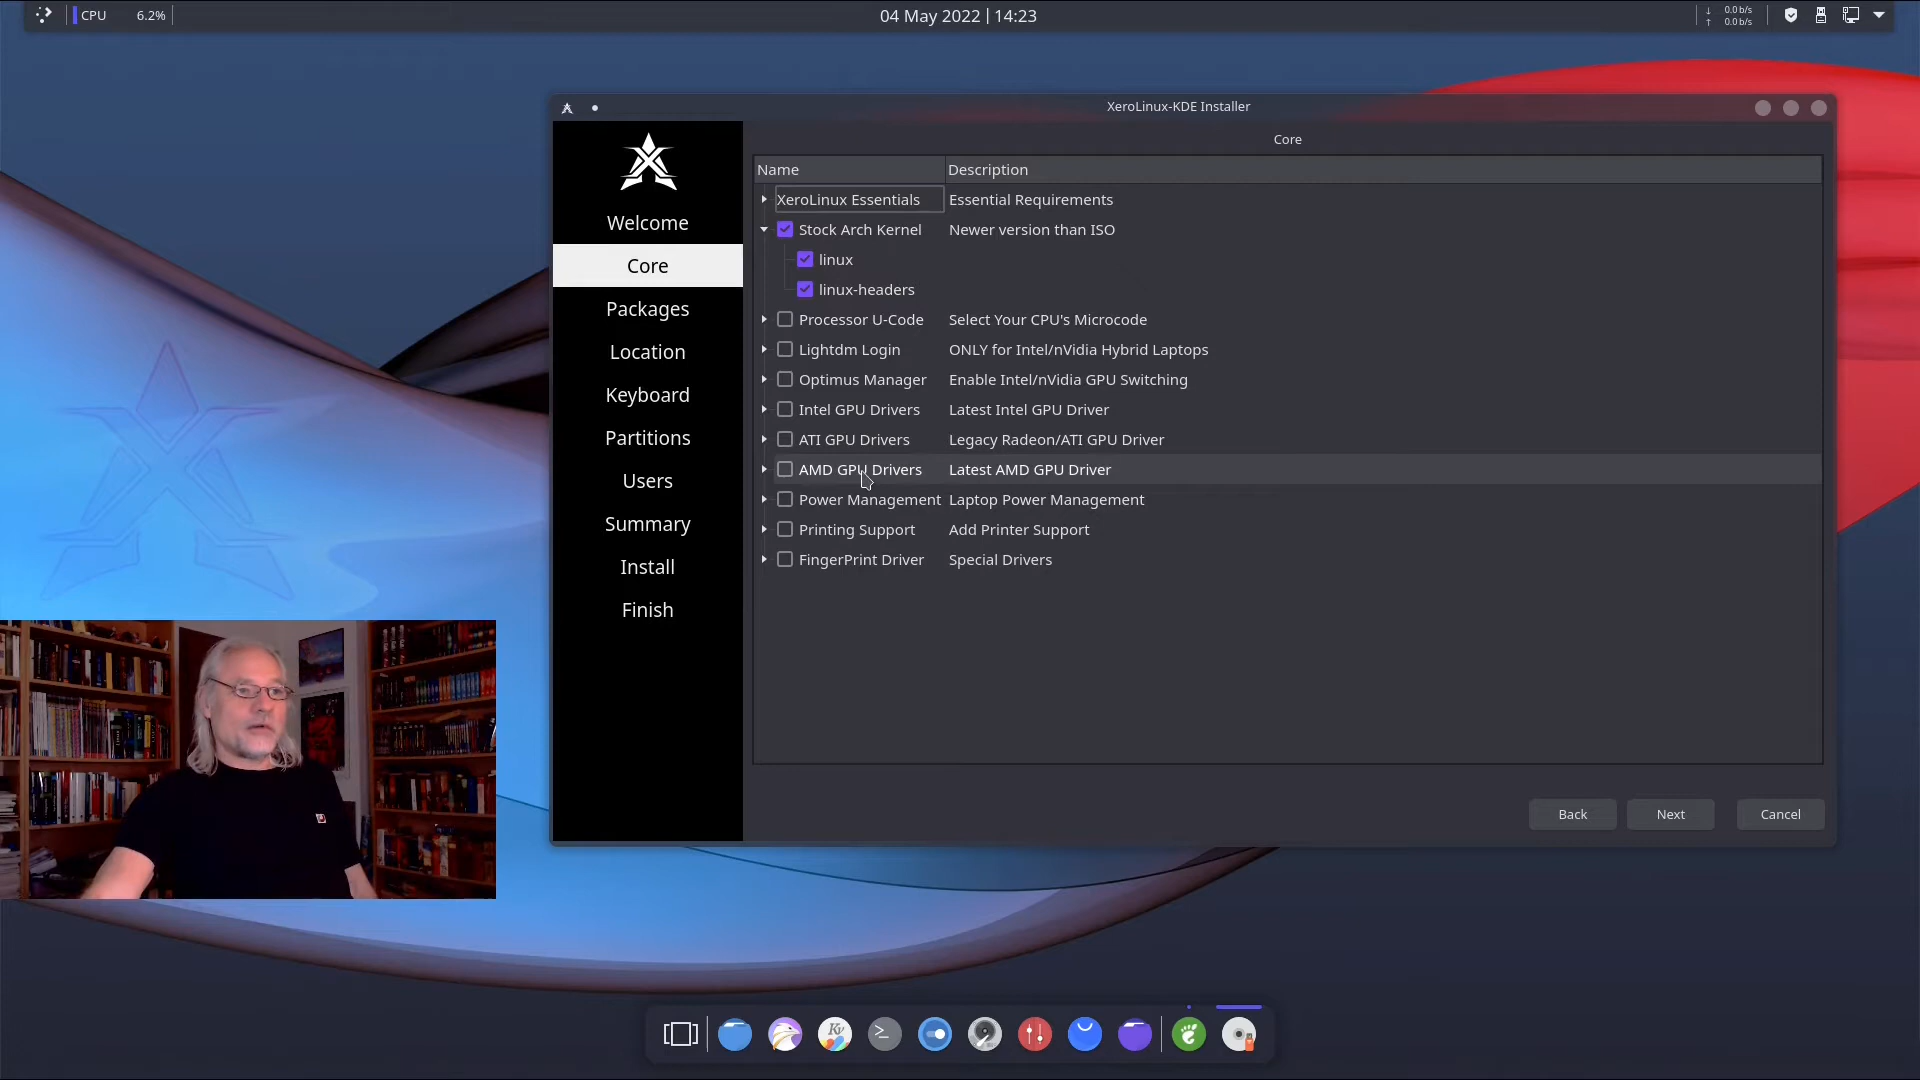 CPU 6.2% 04 May 2022 | 14:23 0.0 b/s
0.0 b/s
XeroLinux-KDE Installer
Welcome
Core
Packages
Location
Keyboard
Partitions
Users
Summary
Install
Finish
Core
Name Description
XeroLinux Essentials Essential Requirements
Stock Arch Kernel Newer version than ISO
linux
linux-headers
Processor U-Code Select Your CPU's Microcode
Lightdm Login ONLY for Intel/nVidia Hybrid Laptops
Optimus Manager Enable Intel/nVidia GPU Switching
Intel GPU Drivers Latest Intel GPU Driver
ATI GPU Drivers Legacy Radeon/ATI GPU Driver
AMD GPU Drivers Latest AMD GPU Driver
Power Management Laptop Power Management
Printing Support Add Printer Support
FingerPrint Driver Special Drivers
Back Next Cancel
Kv